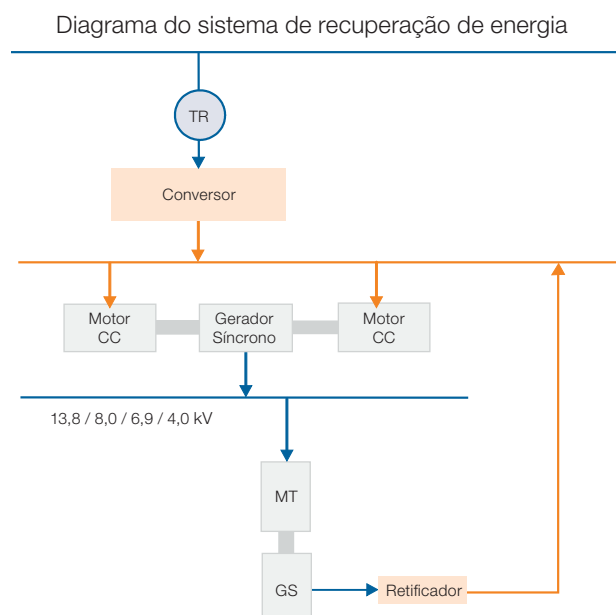 Diagrama do sistema de recuperação de energia
TR
Conversor
Motor
CC
Gerador
Síncrono
Motor
CC
13,8 / 8,0 / 6,9 / 4,0 kV
MT
GS
Retificador